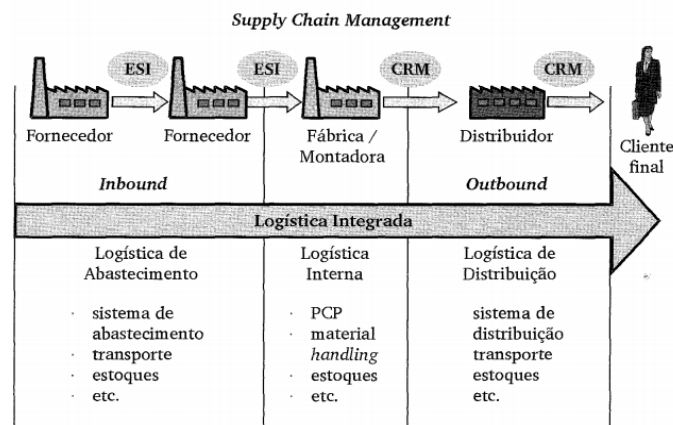 Supply Chain Management
ESI ESI CRM CRM
Fornecedor Fornecedor Fábrica / Distribuidor
Montadora
Cliente
final
Inbound Outbound
Logística Integrada
Logística de
Abastecimento
· sistema de
abastecimento
· transporte
· estoques
· etc.
Logística
Interna
· PCP
· material
handling
· estoques
· etc.
Logística de
Distribuição
sistema de
distribuição
transporte
estoques
etc.